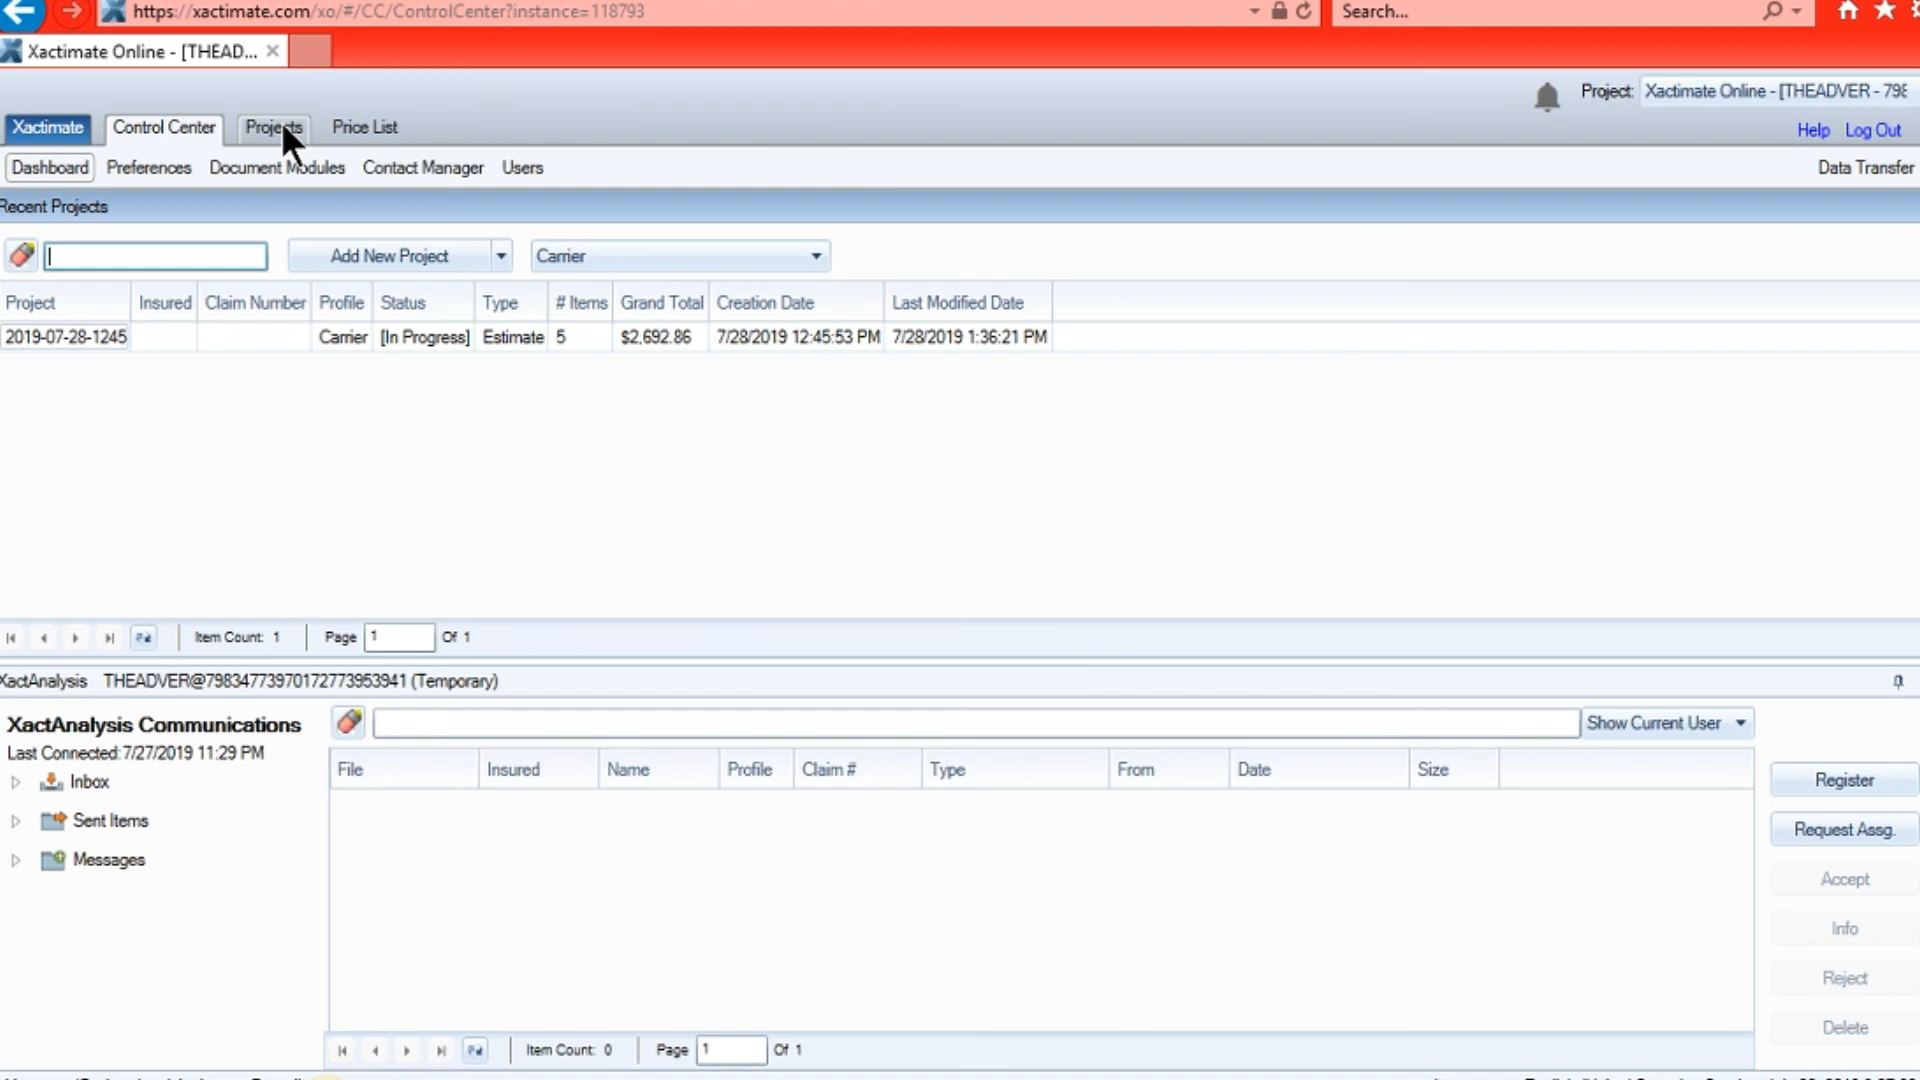 https://xactimate.com/xo/#/CC/ControlCenter?instance=118793
Search...
Xactimate Online - [THEAD...
Project: Xactimate Online - [THEADVER - 798
Xactimate Control Center Projects Price List
Help Log Out
Dashboard Preferences Document Modules Contact Manager Users Data Transfer
Recent Projects
Add New Project Carrier
Project Insured Claim Number Profile Status Type # Items Grand Total Creation Date Last Modified Date
2019-07-28-1245 Carrier [In Progress] Estimate 5 $2,692.86 7/28/2019 12:45:53 PM 7/28/2019 1:36:21 PM
Item Count: 1 Page 1 Of 1
XactAnalysis THEADVER@79834773970172773953941 (Temporary)
XactAnalysis Communications
Show Current User
Last Connected: 7/27/2019 11:29 PM
File Insured Name Profile Claim # Type From Date Size
Inbox
Register
Sent Items
Request Assg.
Messages
Accept
Info
Reject
Delete
Item Count: 0 Page 1 Of 1